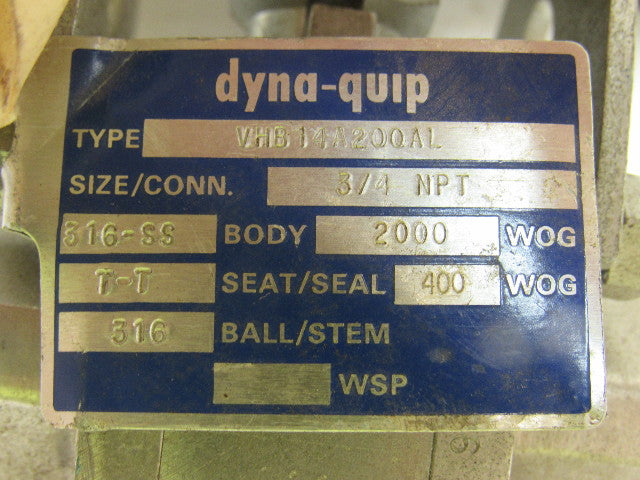 dyna-quip
TYPE VHB14A20QAL
SIZE/CONN. 3/4 NPT
316-SS BODY 2000 WOG
T-T SEAT/SEAL 400 WOG
316 BALL/STEM
WSP